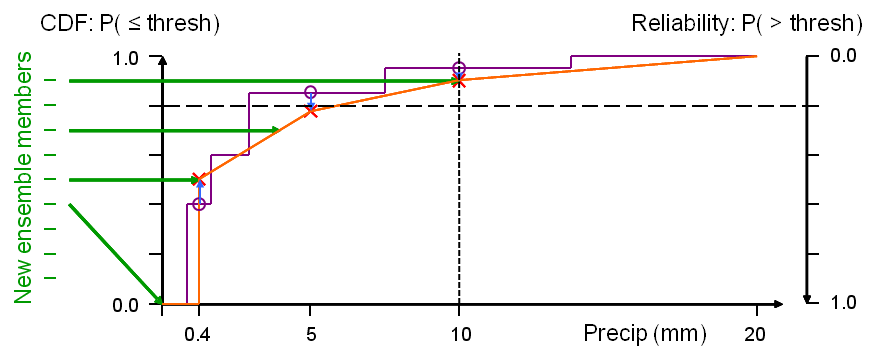 CDF: P( ≤ thresh)
Reliability: P( > thresh)
1.0
0.0
New ensemble members
0.0
1.0
0.4
5
10
Precip (mm)
20